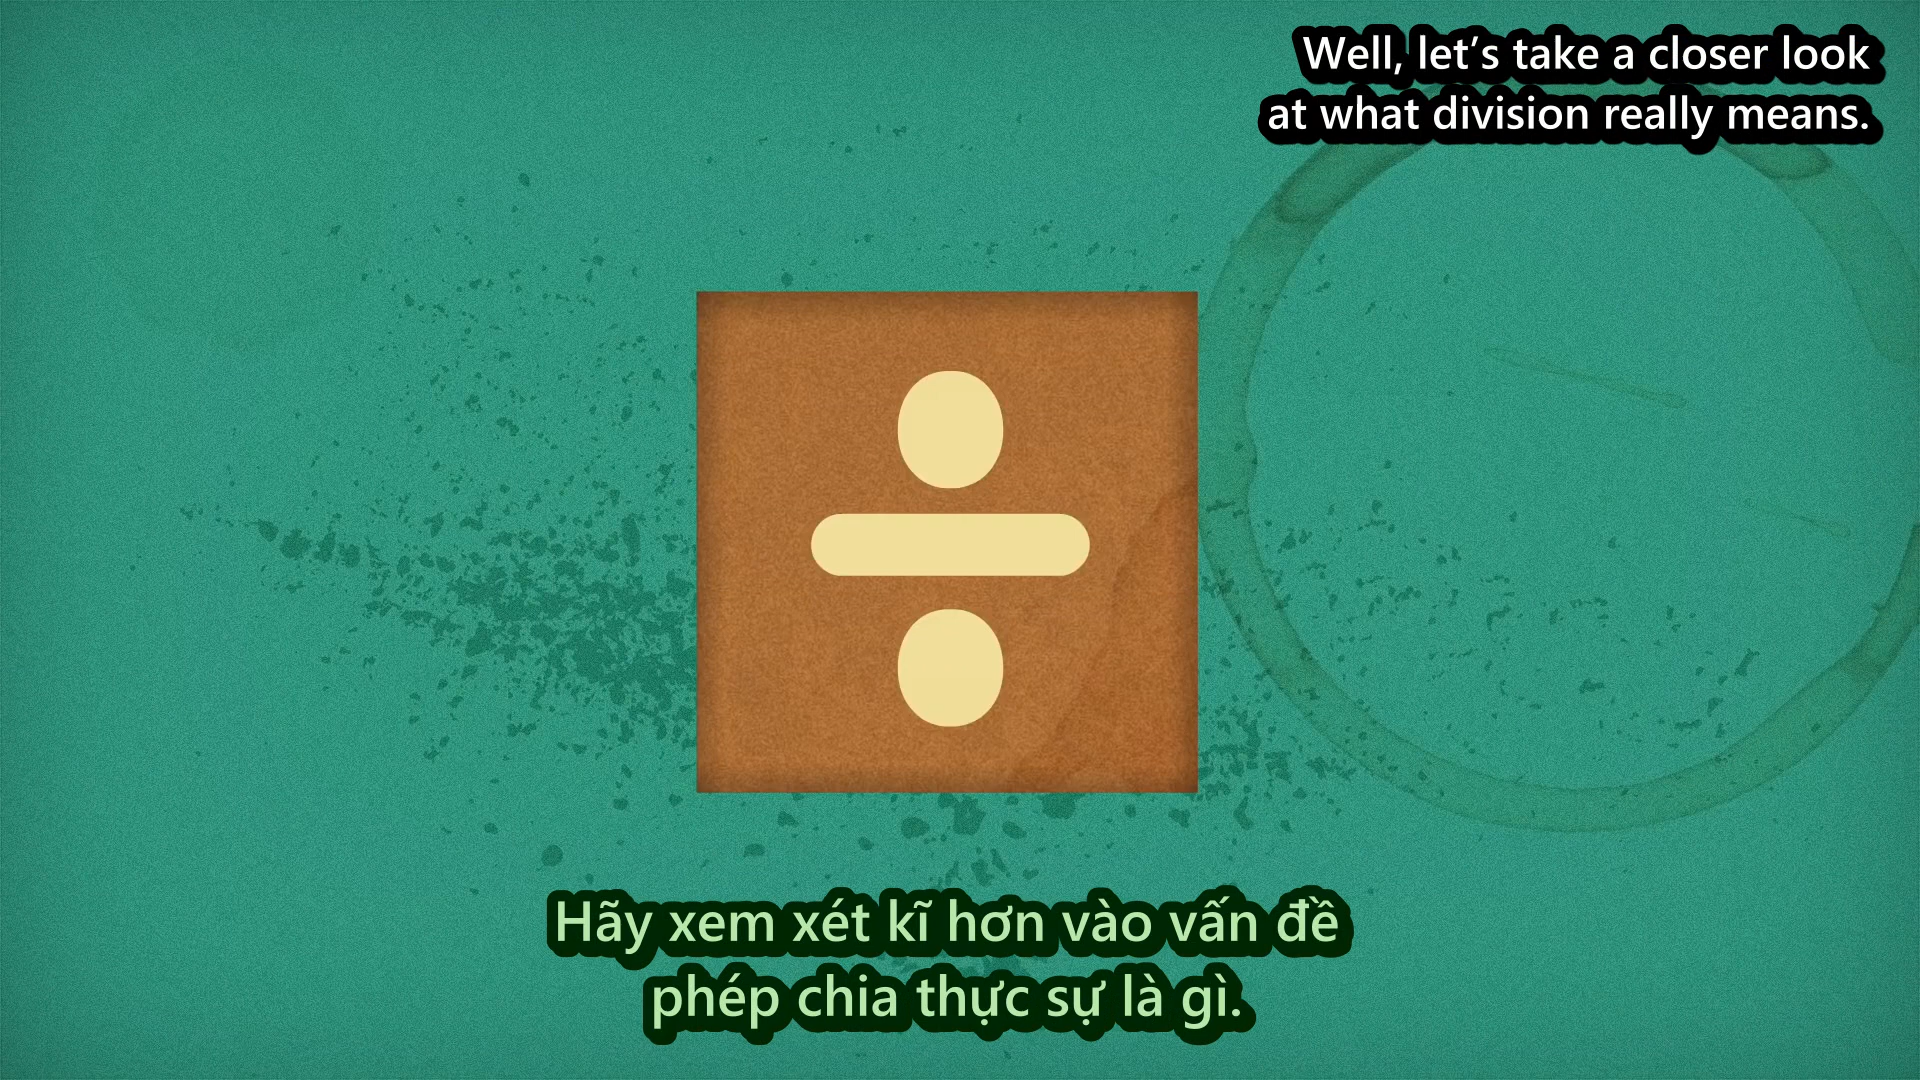 Well, let’s take a closer look
at what division really means.
÷
Hãy xem xét kĩ hơn vào vấn đề
phép chia thực sự là gì.